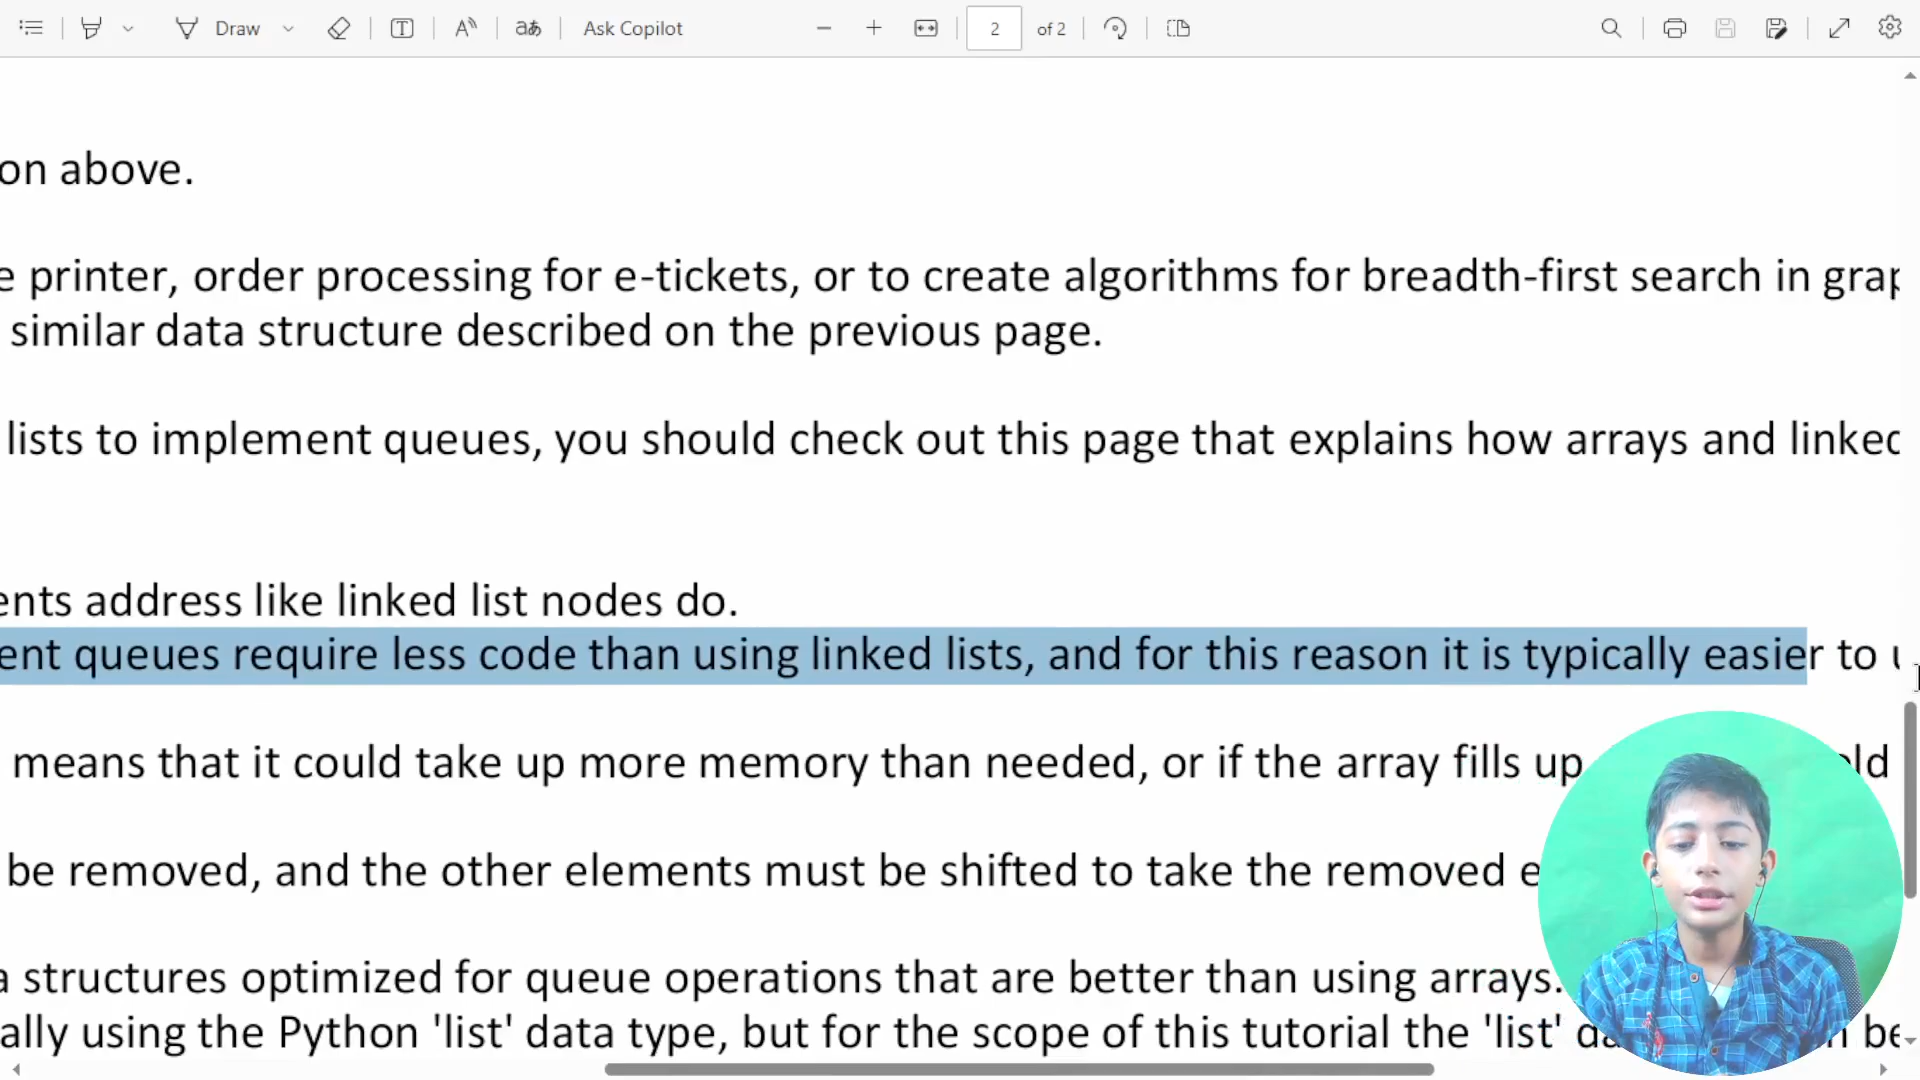 Draw
Ask Copilot
2 of 2
on above.
e printer, order processing for e-tickets, or to create algorithms for breadth-first search in
similar data structure described on the previous page.
lists to implement queues, you should check out this page that explains how arrays and
ents address like linked list nodes do.
ent queues require less code than using linked lists, and for this reason it is typically easier to
means that it could take up more memory than needed, or if the array fills up
be removed, and the other elements must be shifted to take the removed
a structures optimized for queue operations that are better than using arrays.
ally using the Python 'list' data type, but for the scope of this tutorial the 'list'